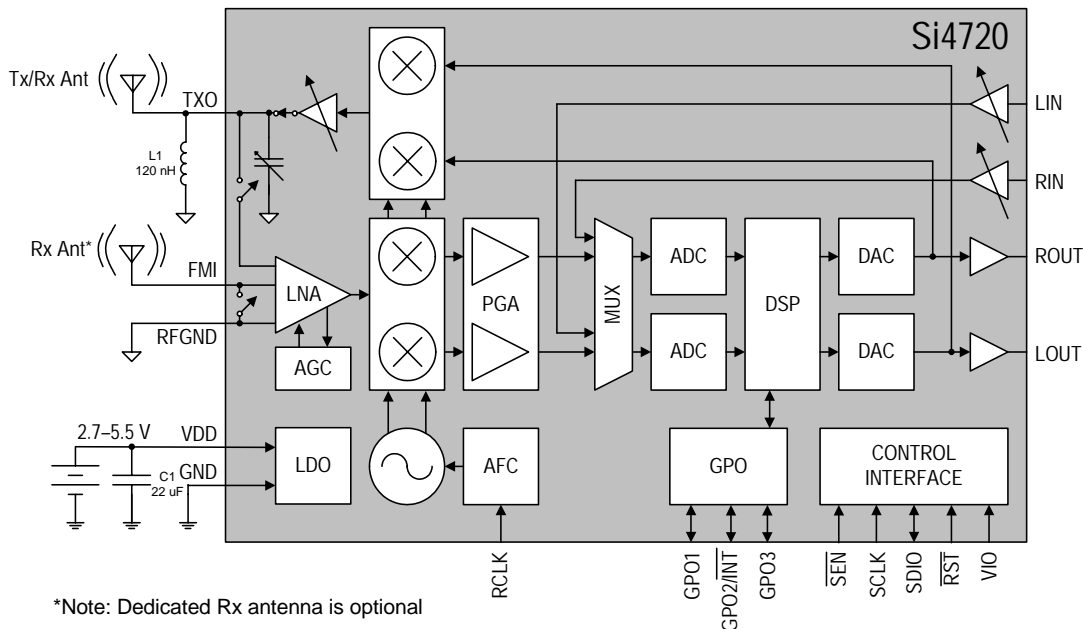 Si4720
Tx/Rx Ant
TXO
LIN
L1
120 nH
RIN
Rx Ant*
FMI
LNA
PGA
MUX
ADC
DSP
DAC
ROUT
RFGND
AGC
ADC
DAC
LOUT
2.7–5.5 V
VDD
LDO
AFC
GPO
CONTROL
INTERFACE
C1
22 uF
GND
RCLK
GPO1
GPO2/INT
GPO3
SEN
SCLK
SDIO
RST
VIO
*Note: Dedicated Rx antenna is optional